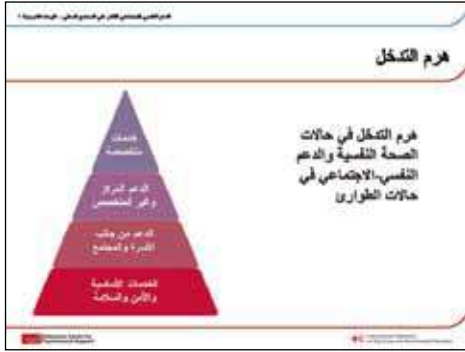 هرم التدخل
هرم التدخل في حالات
الصحة النفسية والدعم
النفسي-الاجتماعي في
حالات الطوارئ
خدمات
متخصصة
الدعم المركز
وغير المتخصص
الدعم من جانب
الأسرة والمجتمع
الخدمات الأساسية
والأمن والسلامة